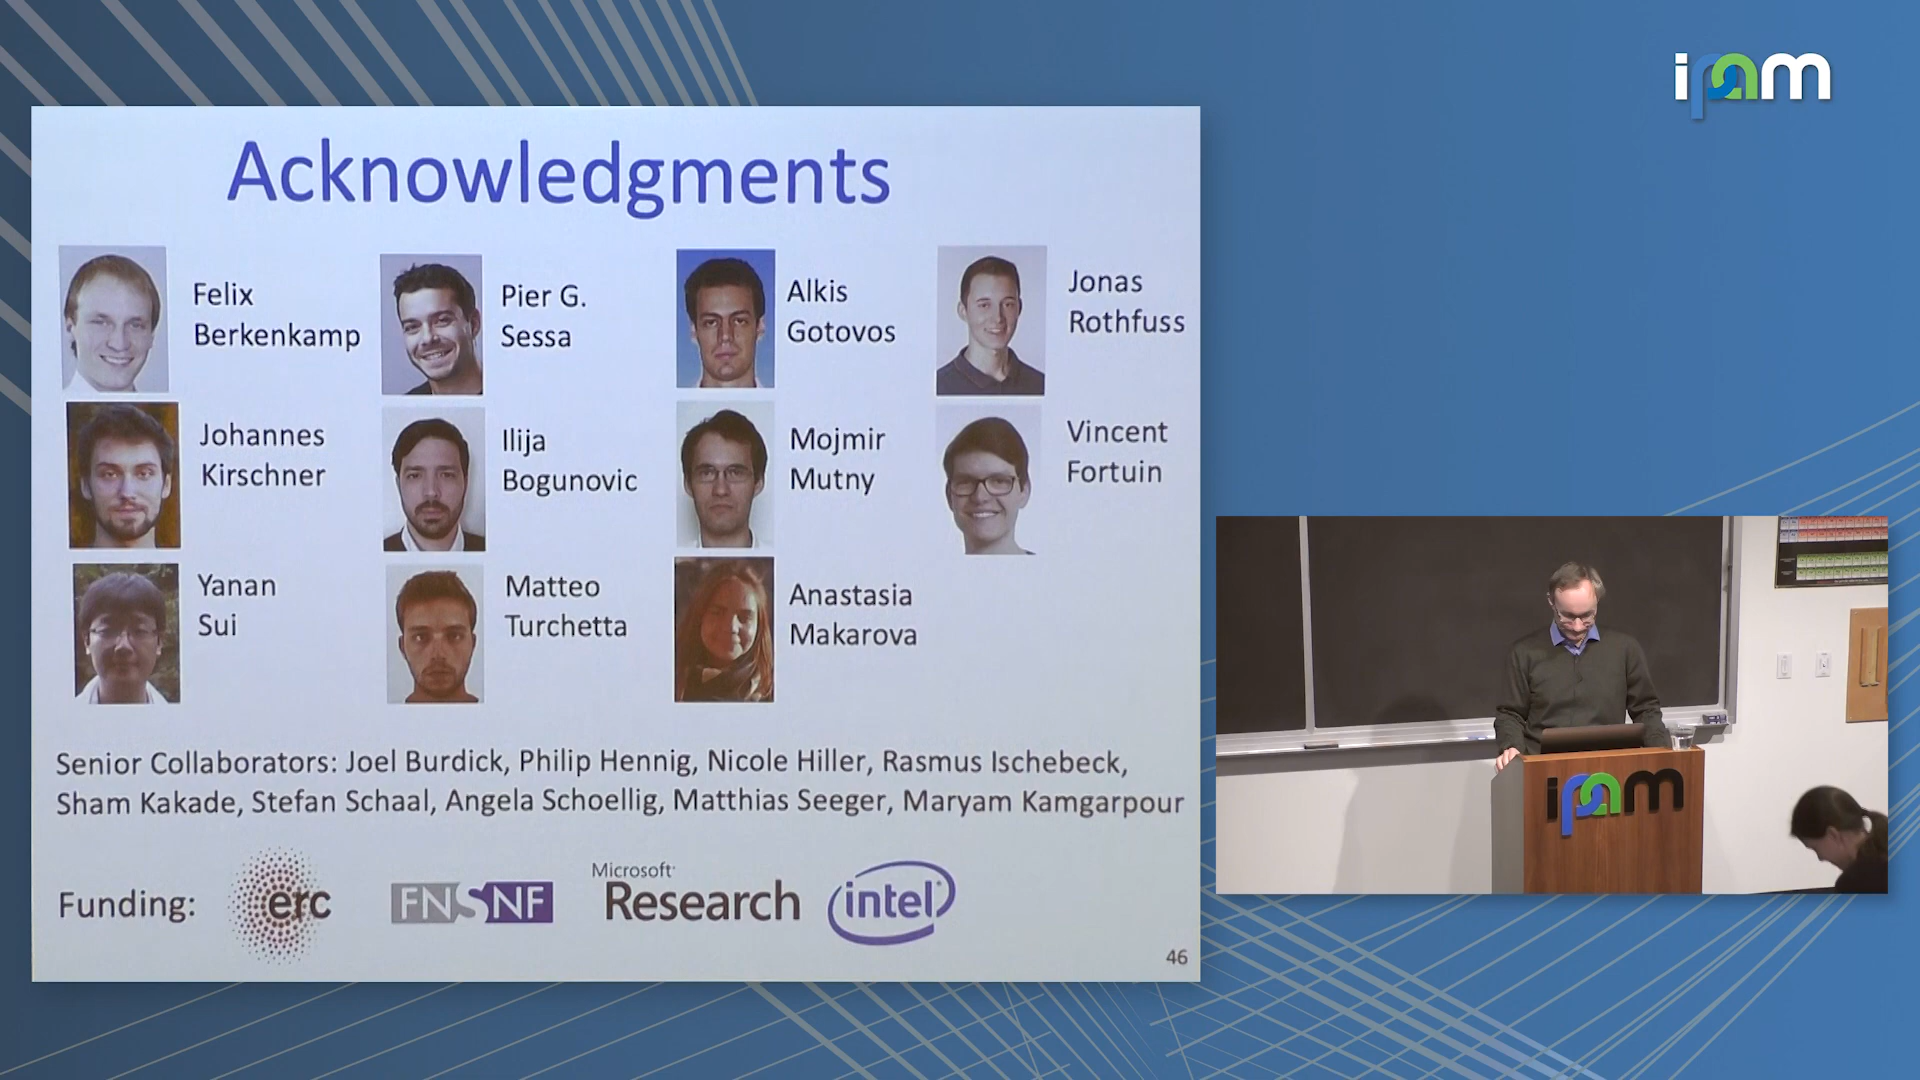 ipam
Acknowledgments
Felix
Berkenkamp
Pier G.
Sessa
Alkis
Gotovos
Jonas
Rothfuss
Johannes
Kirschner
Ilija
Bogunovic
Mojmir
Mutny
Vincent
Fortuin
Yanan
Sui
Matteo
Turchetta
Anastasia
Makarova
Senior Collaborators: Joel Burdick, Philip Hennig, Nicole Hiller, Rasmus Ischebeck,
Sham Kakade, Stefan Schaal, Angela Schoellig, Matthias Seeger, Maryam Kamgarpour
Funding:
erc
FNSNF
Microsoft
Research
intel
46
ipam